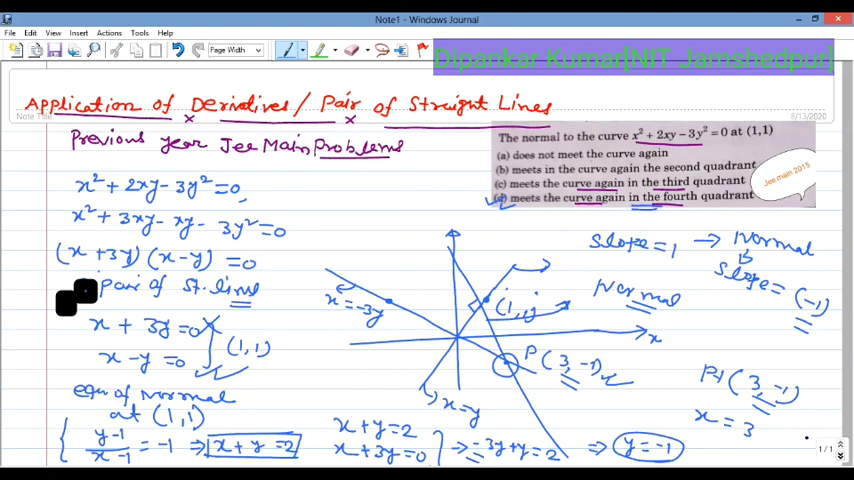 Note1 - Windows Journal
File Edit View Insert Actions Tools Help
Page Width
Dipankar Kumar[NIT Jamshedpur]
Note Title
8/13/2020
Application of Derivatives / Pair of Straight Lines
Previous year Jee Main Problems
The normal to the curve x² + 2xy − 3y² = 0 at (1,1)
(a) does not meet the curve again
(b) meets in the curve again the second quadrant
(c) meets the curve again in the third quadrant
(d) meets the curve again in the fourth quadrant
Jee main 2015
x² + 2xy − 3y² = 0,
x² + 3xy − xy − 3y² = 0
(x + 3y) (x − y) = 0
pair of St. lines
x + 3y = 0
x − y = 0
(1,1)
eqn of Normal
at (1,1)
y−1/x−1 = −1 ⇒ x + y = 2
x + y = 2
x + 3y = 0
⇒ −3y + y = 2 ⇒ y = −1
x = −3y
(1,1)
Normal
x
P(3,−1)
x = y
Slope = 1 → Normal
Slope = (−1)
Pt (3,−1)
x = 3
1/1